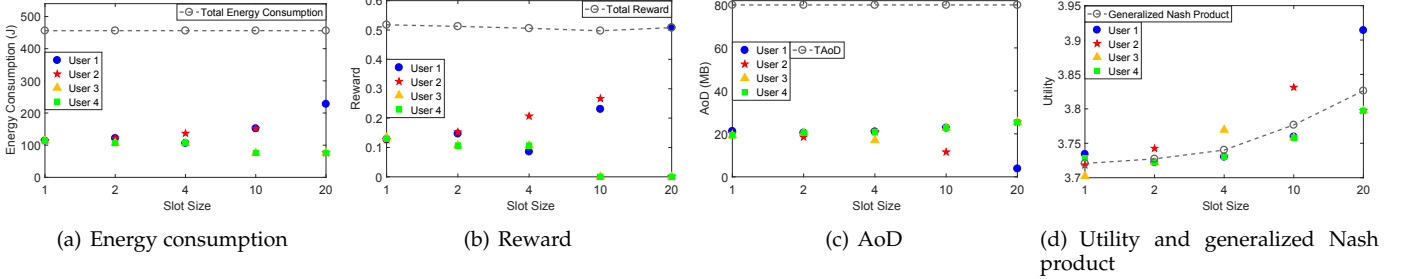 Energy Consumption (J)
500
450
400
350
300
250
200
150
100
50
0
Total Energy Consumption
User 1
User 2
User 3
User 4
1
2
4
10
20
Slot Size
(a) Energy consumption
Reward
0.6
0.5
0.4
0.3
0.2
0.1
0
Total Reward
User 1
User 2
User 3
User 4
1
2
4
10
20
Slot Size
(b) Reward
AoD (MB)
80
60
40
20
0
User 1
User 2
User 3
User 4
TAoD
1
2
4
10
20
Slot Size
(c) AoD
Utility
3.95
3.9
3.85
3.8
3.75
3.7
Generalized Nash Product
User 1
User 2
User 3
User 4
1
2
4
10
20
Slot Size
(d) Utility and generalized Nash
product